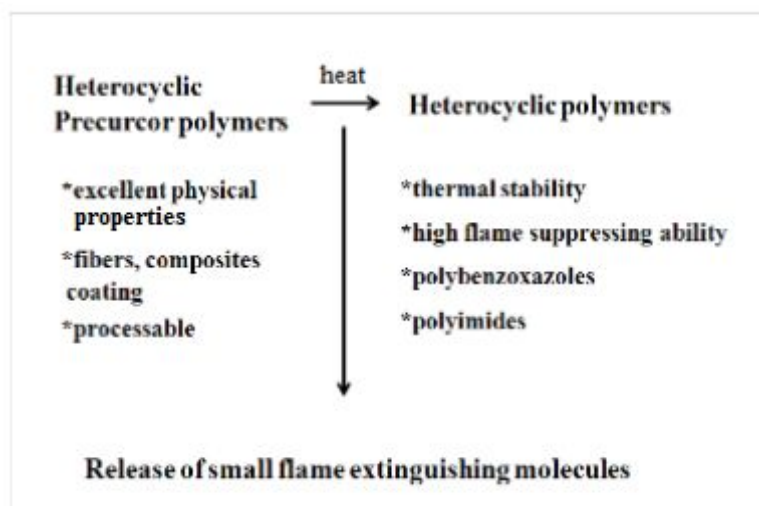 Heterocyclic
Precurcor polymers
heat
Heterocyclic polymers
*excellent physical
properties
*fibers, composites
coating
*processable
*thermal stability
*high flame suppressing ability
*polybenzoxazoles
*polyimides
Release of small flame extinguishing molecules